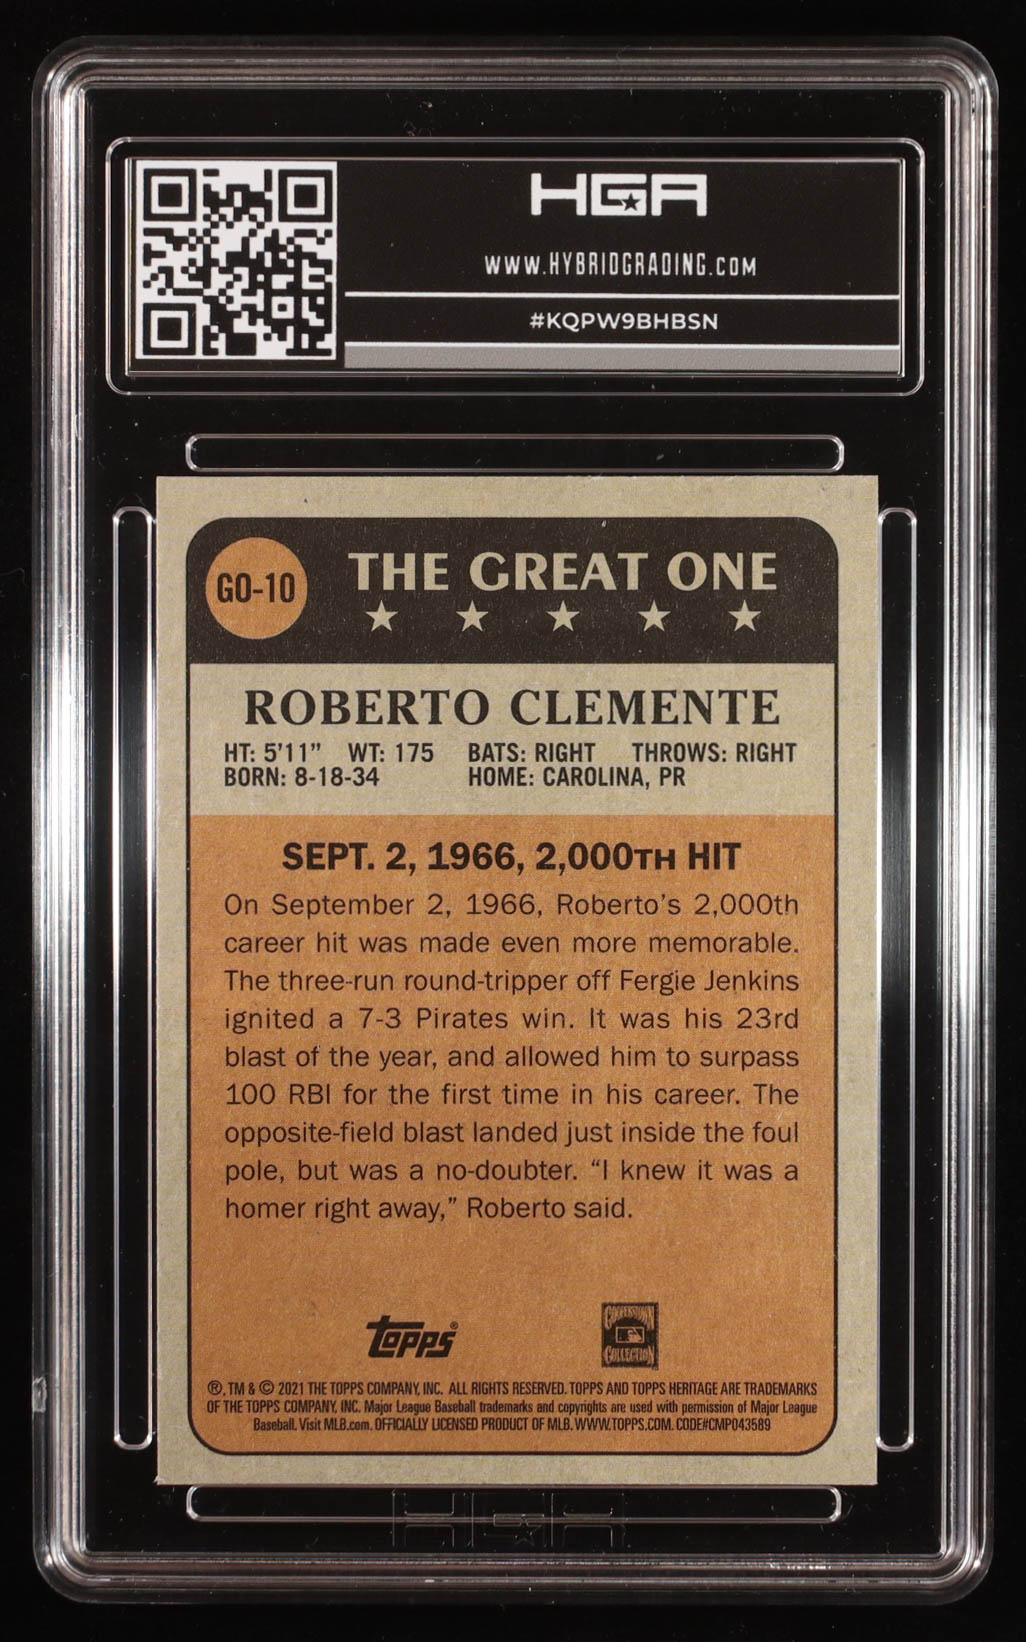 HGA
WWW.HYBRIDGRADING.COM
#KQPW9BHBSN
GO-10
THE GREAT ONE
ROBERTO CLEMENTE
HT: 5'11" WT: 175 BATS: RIGHT THROWS: RIGHT
BORN: 8-18-34 HOME: CAROLINA, PR
SEPT. 2, 1966, 2,000TH HIT
On September 2, 1966, Roberto's 2,000th
career hit was made even more memorable.
The three-run round-tripper off Fergie Jenkins
ignited a 7-3 Pirates win. It was his 23rd
blast of the year, and allowed him to surpass
100 RBI for the first time in his career. The
opposite-field blast landed just inside the foul
pole, but was a no-doubter. “I knew it was a
homer right away,” Roberto said.
Topps®
COOPERSTOWN
COLLECTION
®, TM & © 2021 THE TOPPS COMPANY, INC. ALL RIGHTS RESERVED. TOPPS AND TOPPS HERITAGE ARE TRADEMARKS
OF THE TOPPS COMPANY, INC. Major League Baseball trademarks and copyrights are used with permission of Major League
Baseball. Visit MLB.com. OFFICIALLY LICENSED PRODUCT OF MLB. WWW.TOPPS.COM. CODE#CMP043589
HGA